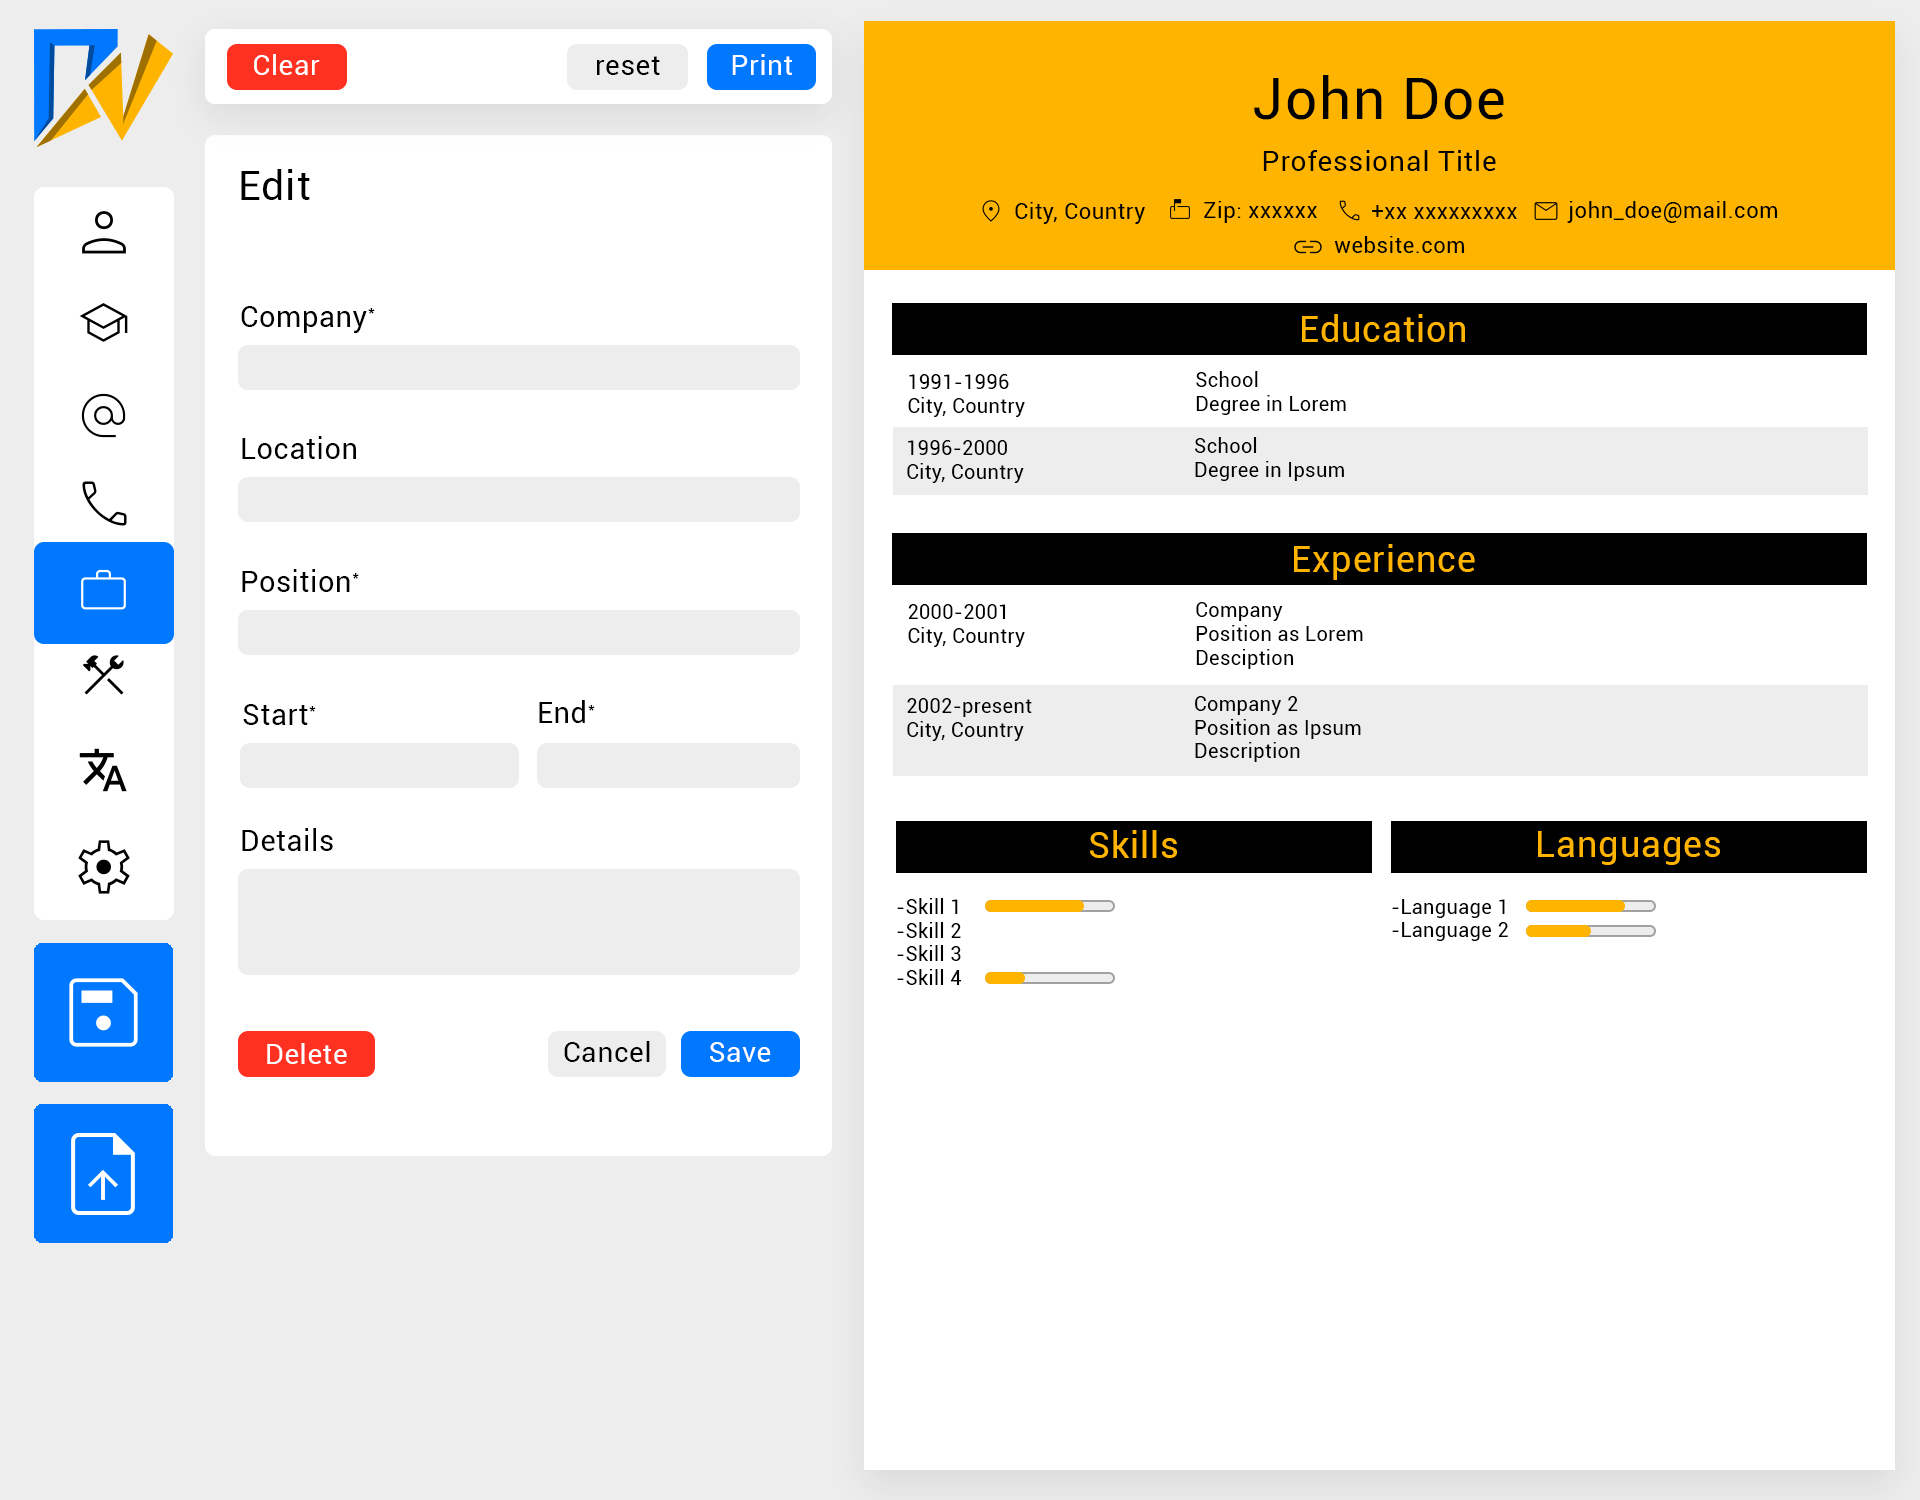 Clear
reset
Print
Edit
Company*
Location
Position*
Start*
End*
Details
Delete
Cancel
Save
John Doe
Professional Title
City, Country
Zip: xxxxxx
+xx xxxxxxxxx
john_doe@mail.com
website.com
Education
1991-1996
City, Country
School
Degree in Lorem
1996-2000
City, Country
School
Degree in Ipsum
Experience
2000-2001
City, Country
Company
Position as Lorem
Desciption
2002-present
City, Country
Company 2
Position as Ipsum
Description
Skills
-Skill 1
-Skill 2
-Skill 3
-Skill 4
Languages
-Language 1
-Language 2